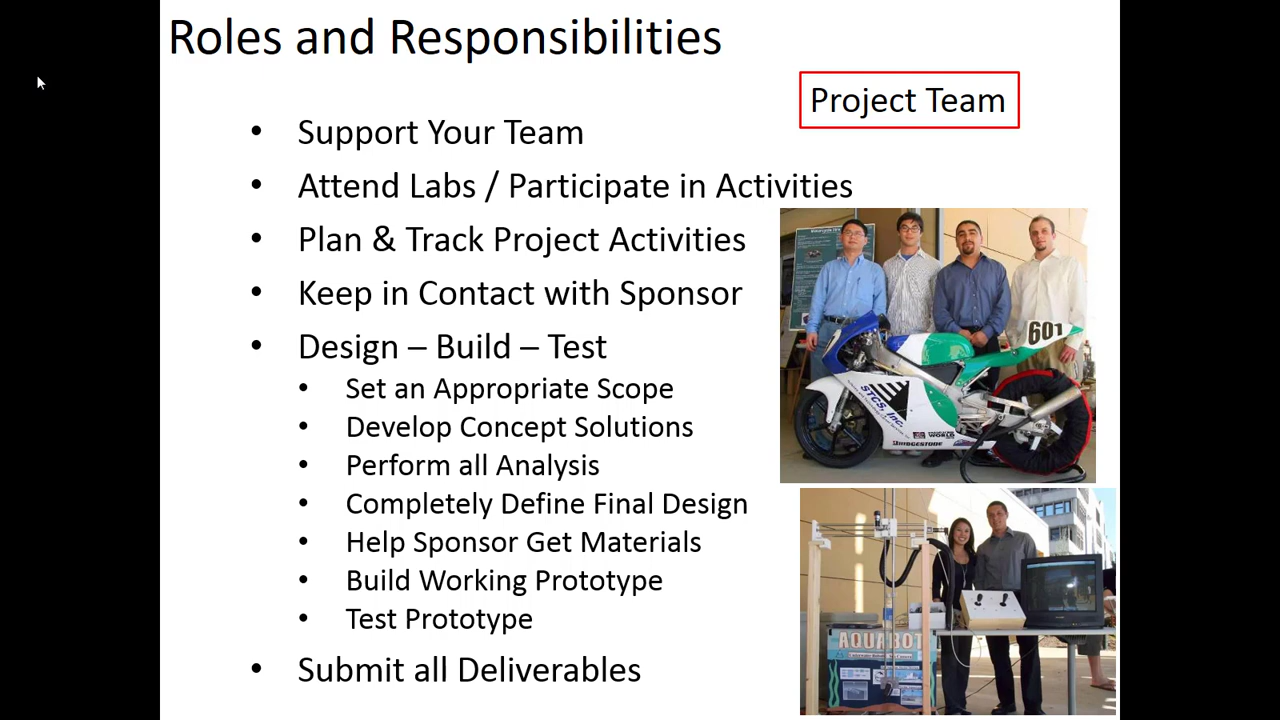 Roles and Responsibilities
Project Team
• Support Your Team
• Attend Labs / Participate in Activities
• Plan & Track Project Activities
• Keep in Contact with Sponsor
• Design – Build – Test
• Set an Appropriate Scope
• Develop Concept Solutions
• Perform all Analysis
• Completely Define Final Design
• Help Sponsor Get Materials
• Build Working Prototype
• Test Prototype
• Submit all Deliverables
601
STCS, Inc.
BRIDGESTONE
AQUABOT